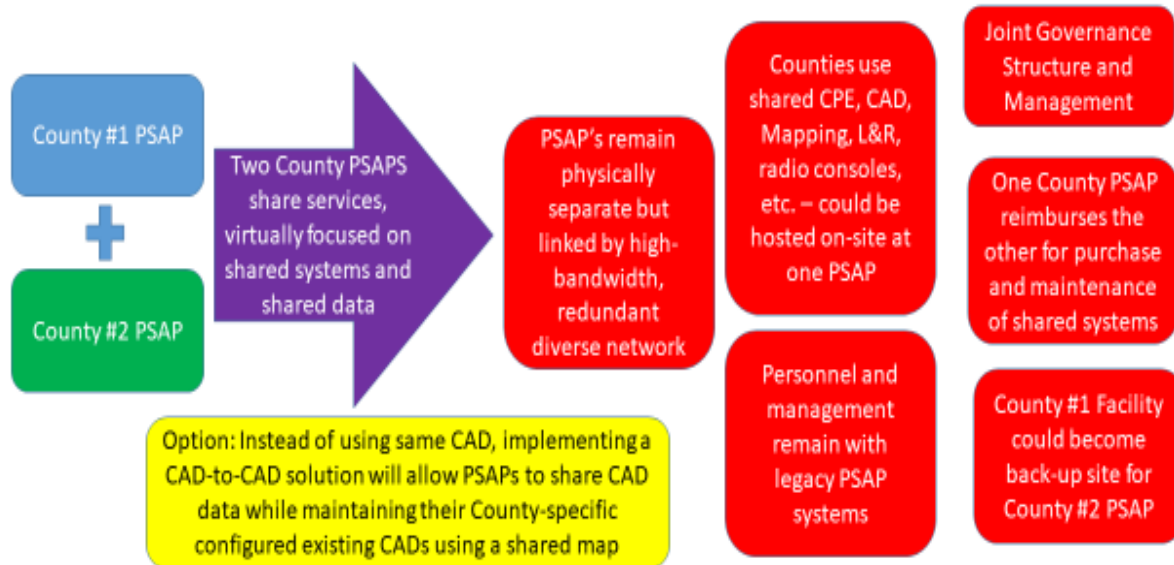 County #1 PSAP
County #2 PSAP
Two County PSAPS
share services,
virtually focused on
shared systems and
shared data
Option: Instead of using same CAD, implementing a
CAD-to-CAD solution will allow PSAPs to share CAD
data while maintaining their County-specific
configured existing CADs using a shared map
PSAP's remain
physically
separate but
linked by high-
bandwidth,
redundant
diverse network
Counties use
shared CPE, CAD,
Mapping, L&R,
radio consoles,
etc. – could be
hosted on-site at
one PSAP
Personnel and
management
remain with
legacy PSAP
systems
Joint Governance
Structure and
Management
One County PSAP
reimburses the
other for purchase
and maintenance
of shared systems
County #1 Facility
could become
back-up site for
County #2 PSAP